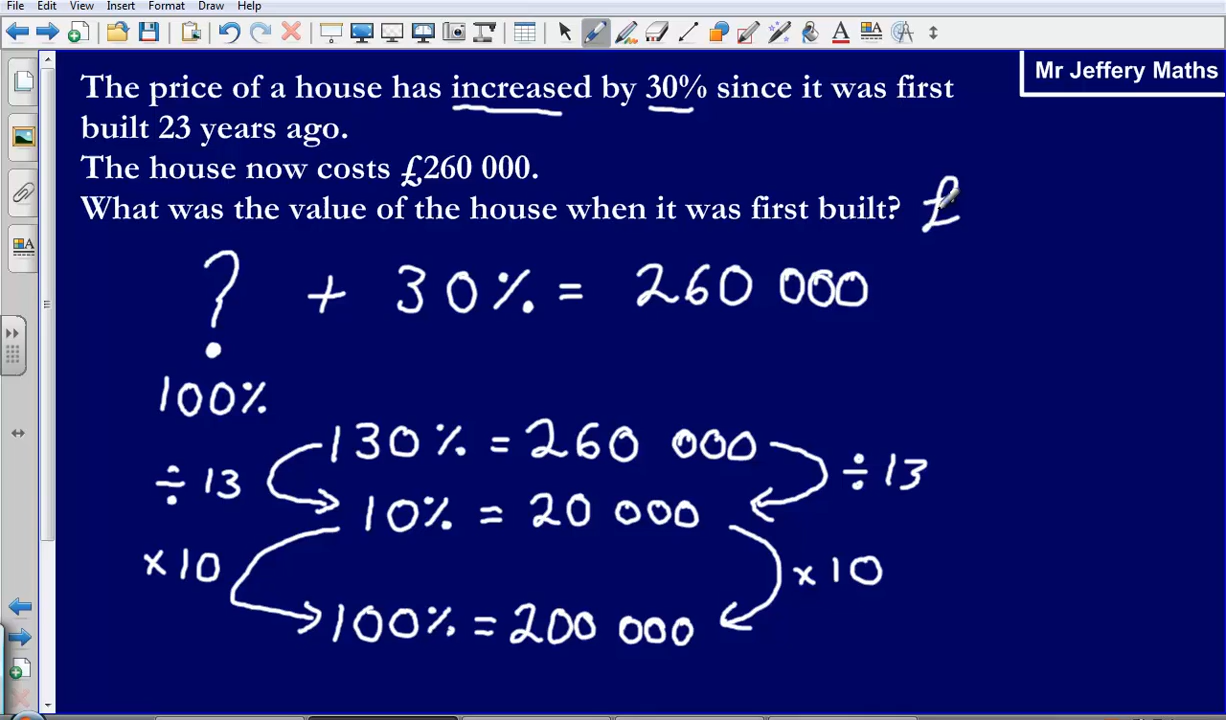 File Edit View Insert Format Draw Help
Mr Jeffery Maths
The price of a house has increased by 30% since it was first
built 23 years ago.
The house now costs £260 000.
What was the value of the house when it was first built? £
? + 30% = 260 000
100%
130% = 260 000
÷ 13 ÷ 13
10% = 20 000
× 10 × 10
100% = 200 000